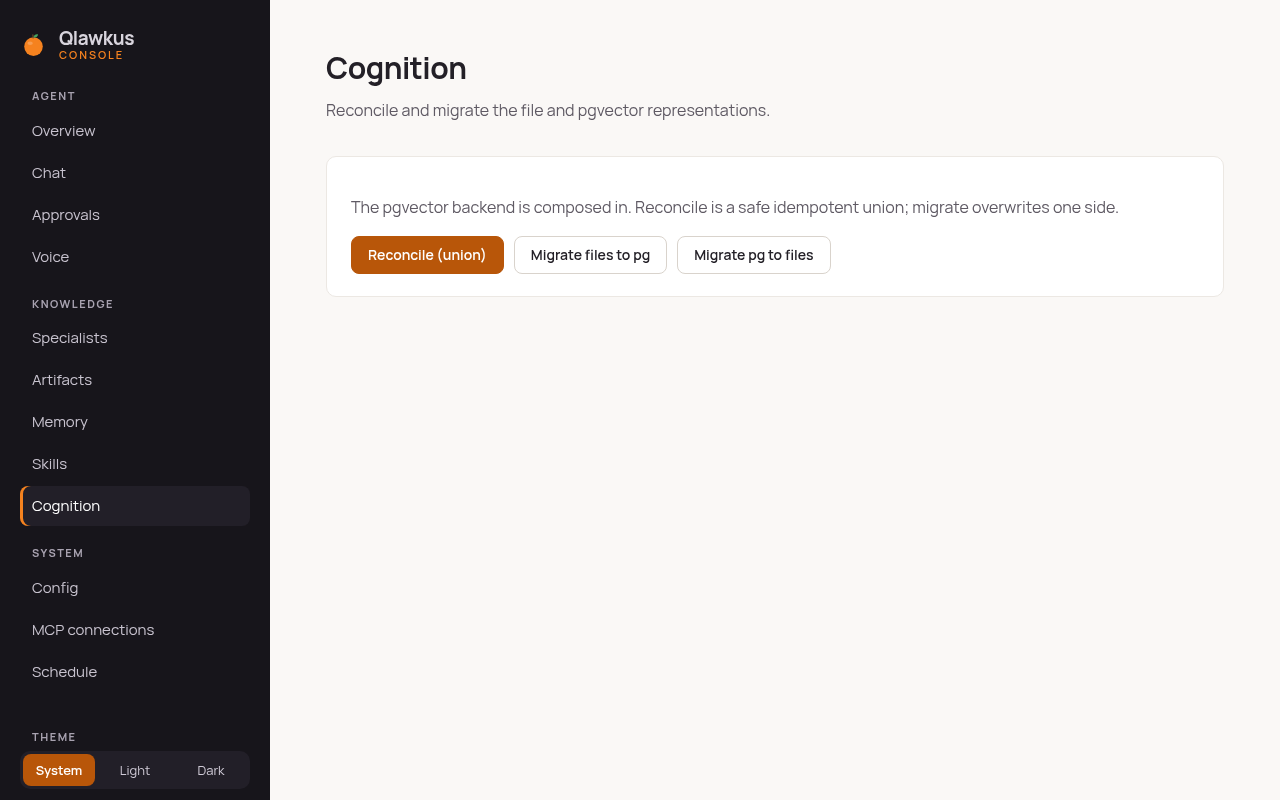 Qlawkus
CONSOLE
AGENT
Overview
Chat
Approvals
Voice
KNOWLEDGE
Specialists
Artifacts
Memory
Skills
Cognition
SYSTEM
Config
MCP connections
Schedule
THEME
System Light Dark
Cognition
Reconcile and migrate the file and pgvector representations.
The pgvector backend is composed in. Reconcile is a safe idempotent union; migrate overwrites one side.
Reconcile (union) Migrate files to pg Migrate pg to files